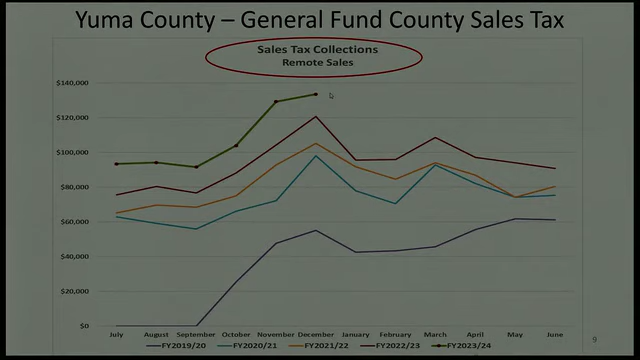 Yuma County – General Fund County Sales Tax
Sales Tax Collections
Remote Sales
$140,000
$120,000
$100,000
$80,000
$60,000
$40,000
$20,000
$0
July August September October November December January February March April May June
FY2019/20 FY2020/21 FY2021/22 FY2022/23 FY2023/24
9